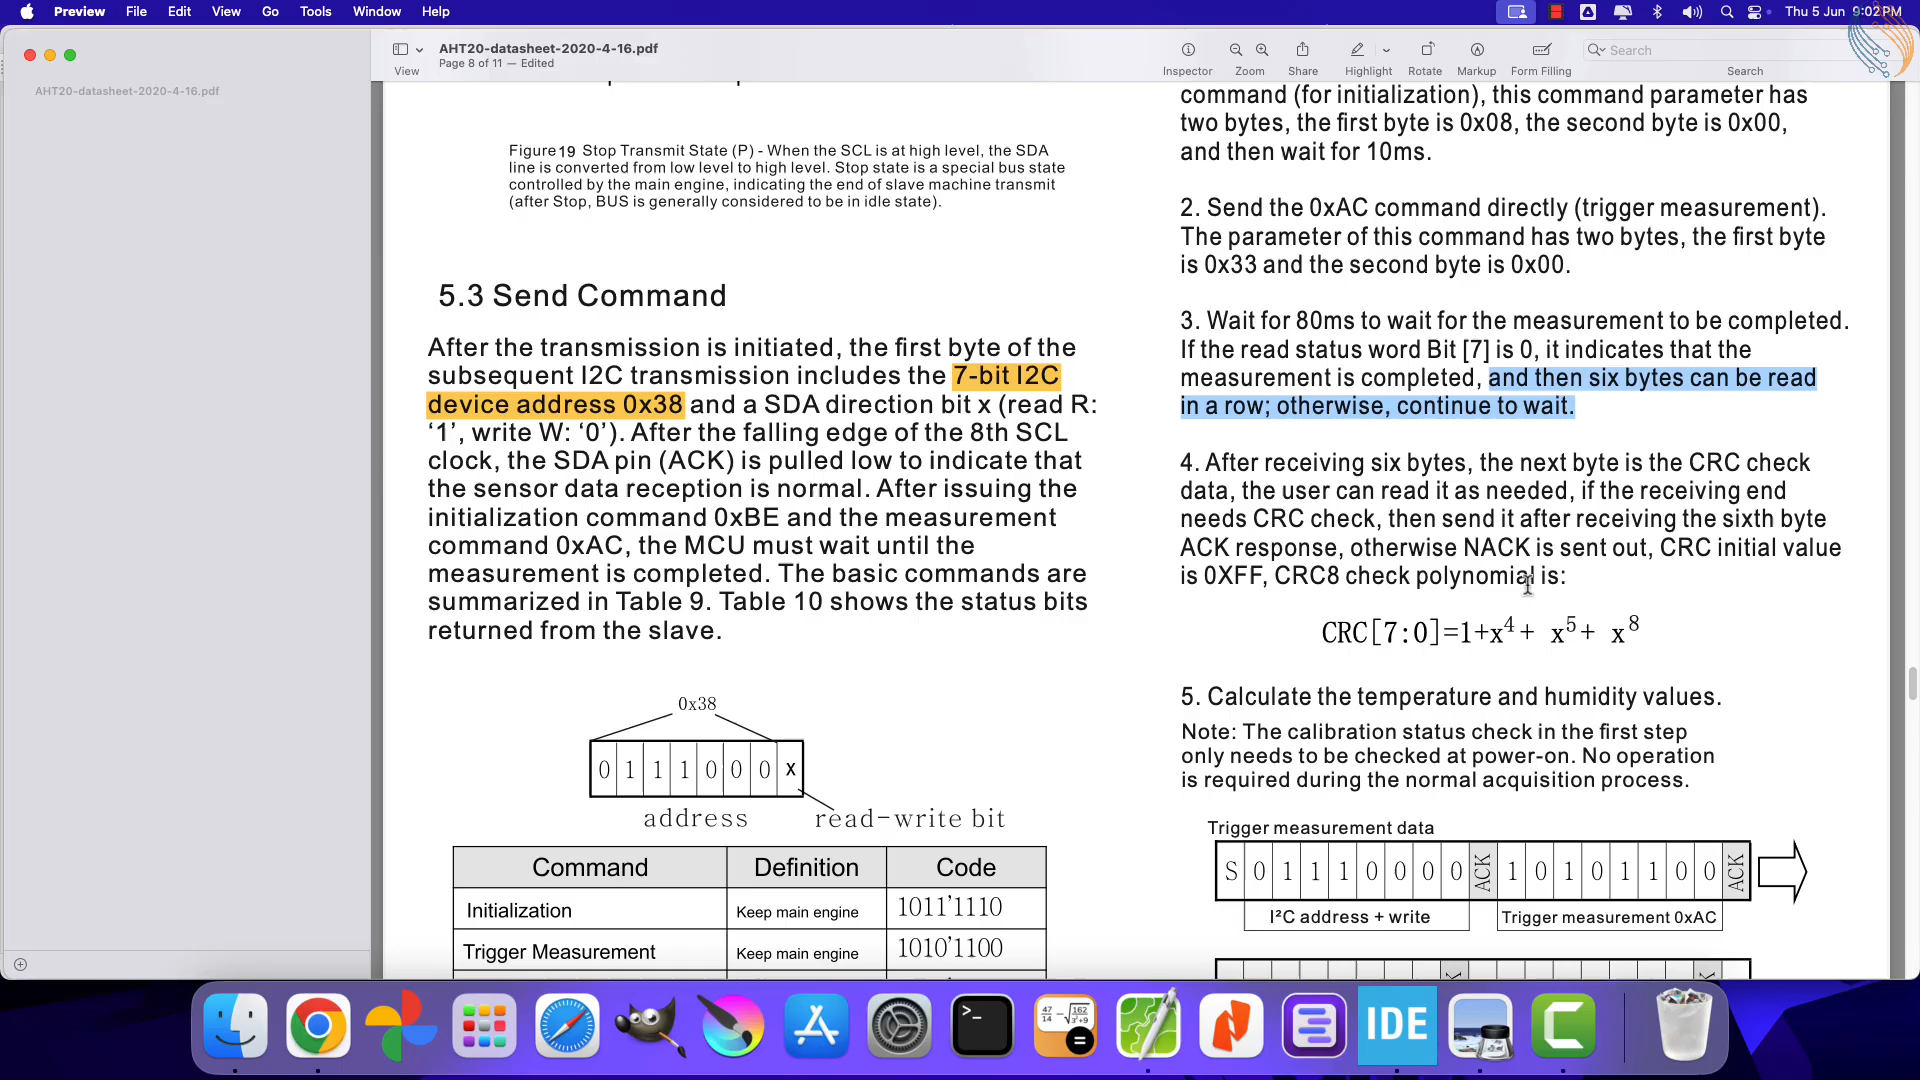 Preview File Edit View Go Tools Window Help
Thu 5 Jun 9:02 PM
AHT20-datasheet-2020-4-16.pdf
Page 8 of 11 — Edited
View
Inspector Zoom Share Highlight Rotate Markup Form Filling Search
Search
AHT20-datasheet-2020-4-16.pdf
Figure19 Stop Transmit State (P) - When the SCL is at high level, the SDA
line is converted from low level to high level. Stop state is a special bus state
controlled by the main engine, indicating the end of slave machine transmit
(after Stop, BUS is generally considered to be in idle state).
5.3 Send Command
After the transmission is initiated, the first byte of the
subsequent I2C transmission includes the 7-bit I2C
device address 0x38 and a SDA direction bit x (read R:
‘1’, write W: ‘0’). After the falling edge of the 8th SCL
clock, the SDA pin (ACK) is pulled low to indicate that
the sensor data reception is normal. After issuing the
initialization command 0xBE and the measurement
command 0xAC, the MCU must wait until the
measurement is completed. The basic commands are
summarized in Table 9. Table 10 shows the status bits
returned from the slave.
0x38
0 1 1 1 0 0 0 x
address read-write bit
Command Definition Code
Initialization Keep main engine 1011’1110
Trigger Measurement Keep main engine 1010’1100
command (for initialization), this command parameter has
two bytes, the first byte is 0x08, the second byte is 0x00,
and then wait for 10ms.
2. Send the 0xAC command directly (trigger measurement).
The parameter of this command has two bytes, the first byte
is 0x33 and the second byte is 0x00.
3. Wait for 80ms to wait for the measurement to be completed.
If the read status word Bit [7] is 0, it indicates that the
measurement is completed, and then six bytes can be read
in a row; otherwise, continue to wait.
4. After receiving six bytes, the next byte is the CRC check
data, the user can read it as needed, if the receiving end
needs CRC check, then send it after receiving the sixth byte
ACK response, otherwise NACK is sent out, CRC initial value
is 0XFF, CRC8 check polynomial is:
CRC[7:0]=1+x⁴+ x⁵+ x⁸
5. Calculate the temperature and humidity values.
Note: The calibration status check in the first step
only needs to be checked at power-on. No operation
is required during the normal acquisition process.
Trigger measurement data
S 0 1 1 1 0 0 0 0 ACK 1 0 1 0 1 1 0 0 ACK
I²C address + write Trigger measurement 0xAC
IDE